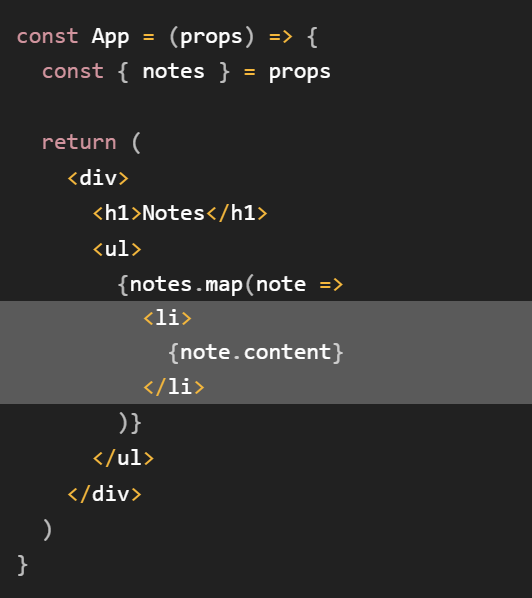 const App = (props) => {
  const { notes } = props

  return (
    <div>
      <h1>Notes</h1>
      <ul>
        {notes.map(note =>
          <li>
            {note.content}
          </li>
        )}
      </ul>
    </div>
  )
}